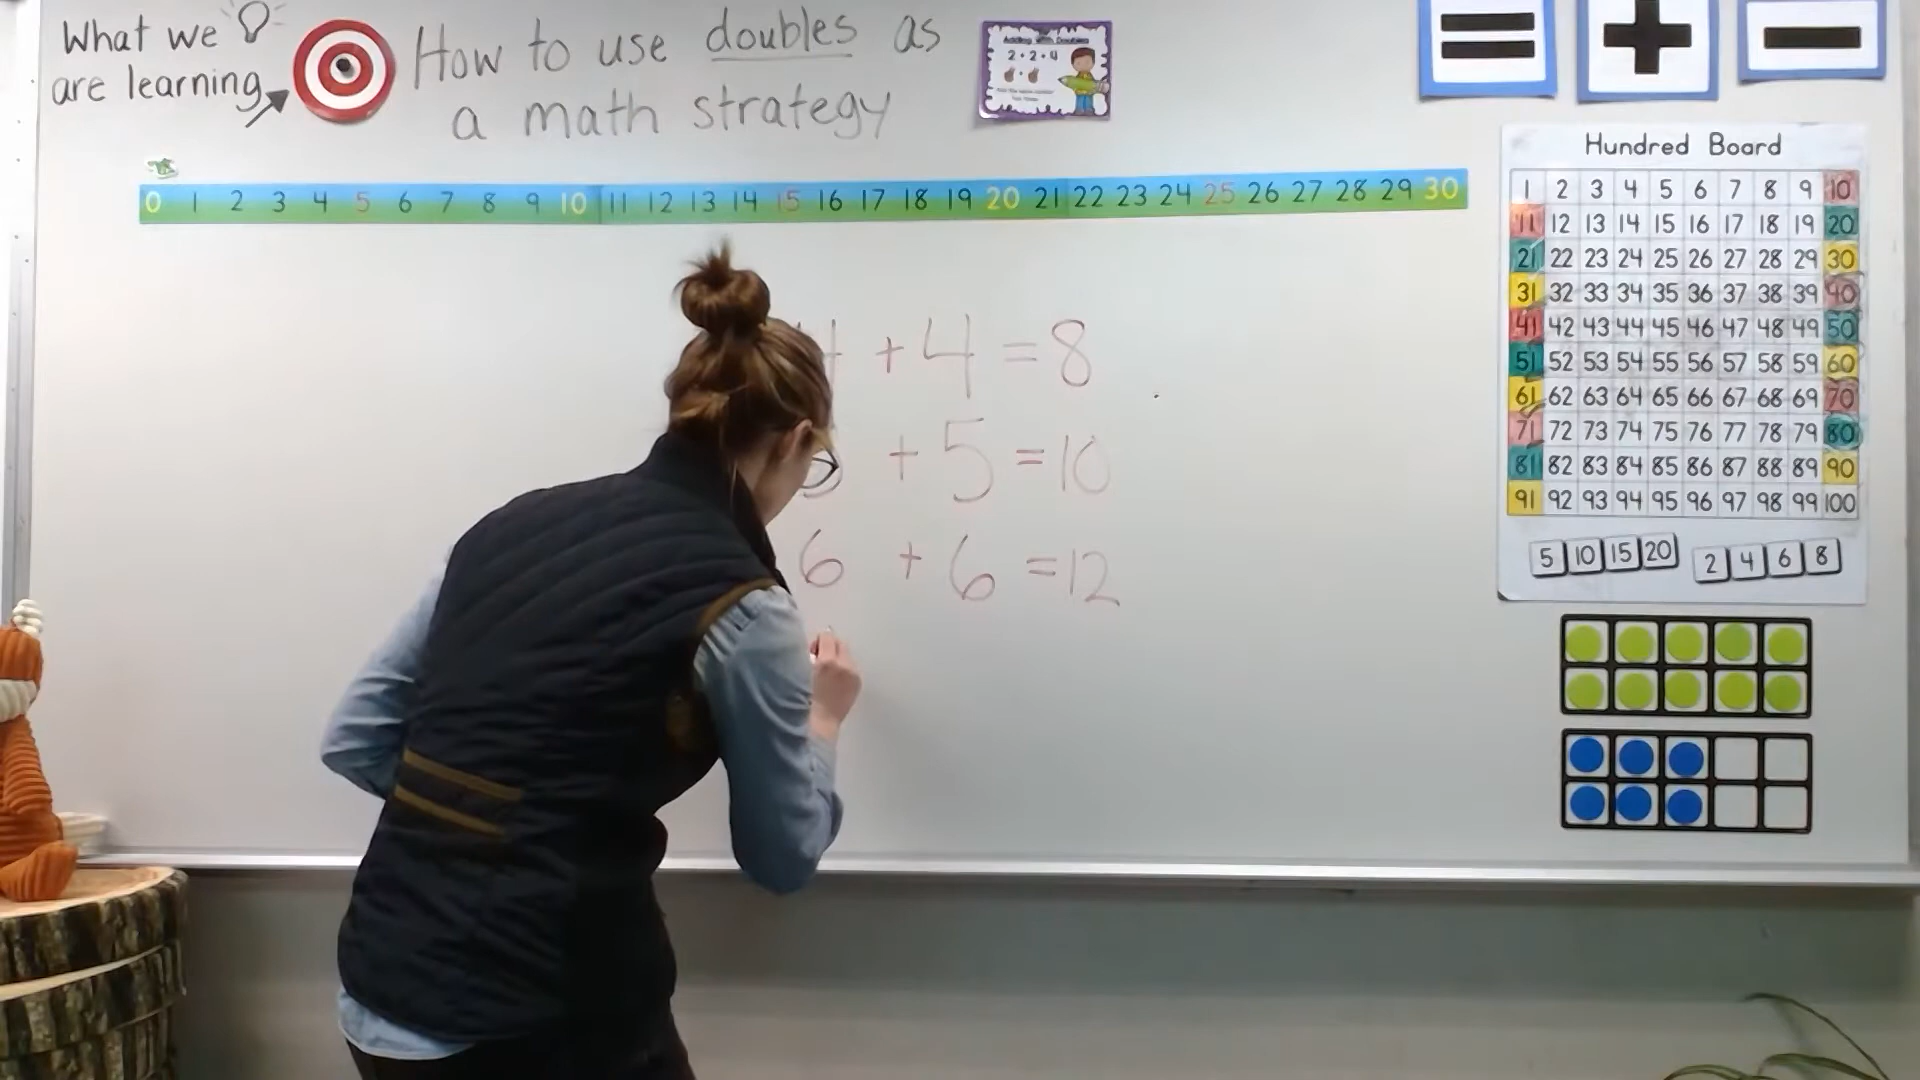 What we
are learning
How to use doubles as
a math strategy
Adding with Doubles
2 + 2 = 4
0 1 2 3 4 5 6 7 8 9 10 11 12 13 14 15 16 17 18 19 20 21 22 23 24 25 26 27 28 29 30
4 + 4 = 8
+ 5 = 10
6 + 6 = 12
= + −
Hundred Board
1 2 3 4 5 6 7 8 9 10
11 12 13 14 15 16 17 18 19 20
21 22 23 24 25 26 27 28 29 30
31 32 33 34 35 36 37 38 39 40
41 42 43 44 45 46 47 48 49 50
51 52 53 54 55 56 57 58 59 60
61 62 63 64 65 66 67 68 69 70
71 72 73 74 75 76 77 78 79 80
81 82 83 84 85 86 87 88 89 90
91 92 93 94 95 96 97 98 99 100
5 10 15 20 2 4 6 8